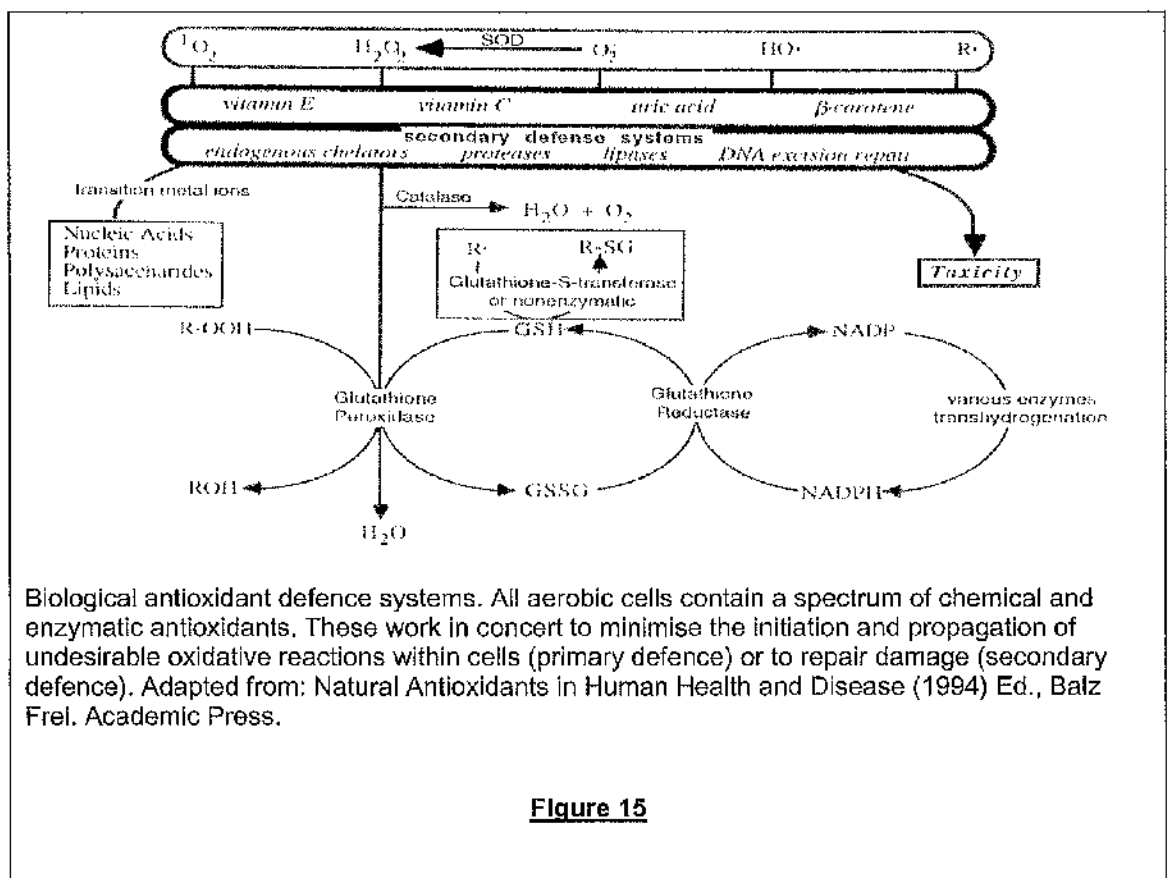 ¹O₂ H₂O₂ SOD O₂⁻ HO· R·
vitamin E vitamin C uric acid β-carotene
secondary defense systems
endogenous chelators proteases lipases DNA excision repair
transition metal ions
Catalase
H₂O + O₂
Nucleic Acids
Proteins
Polysaccharides
Lipids
R· R-SG
Glutathione-S-transferase
or nonenzymatic
Toxicity
R-OOH GSH NADP
Glutathione
Peroxidase
Glutathione
Reductase
various enzymes
transhydrogenation
ROH GSSG NADPH
H₂O
Biological antioxidant defence systems. All aerobic cells contain a spectrum of chemical and
enzymatic antioxidants. These work in concert to minimise the initiation and propagation of
undesirable oxidative reactions within cells (primary defence) or to repair damage (secondary
defence). Adapted from: Natural Antioxidants in Human Health and Disease (1994) Ed., Balz
Frei. Academic Press.
Figure 15